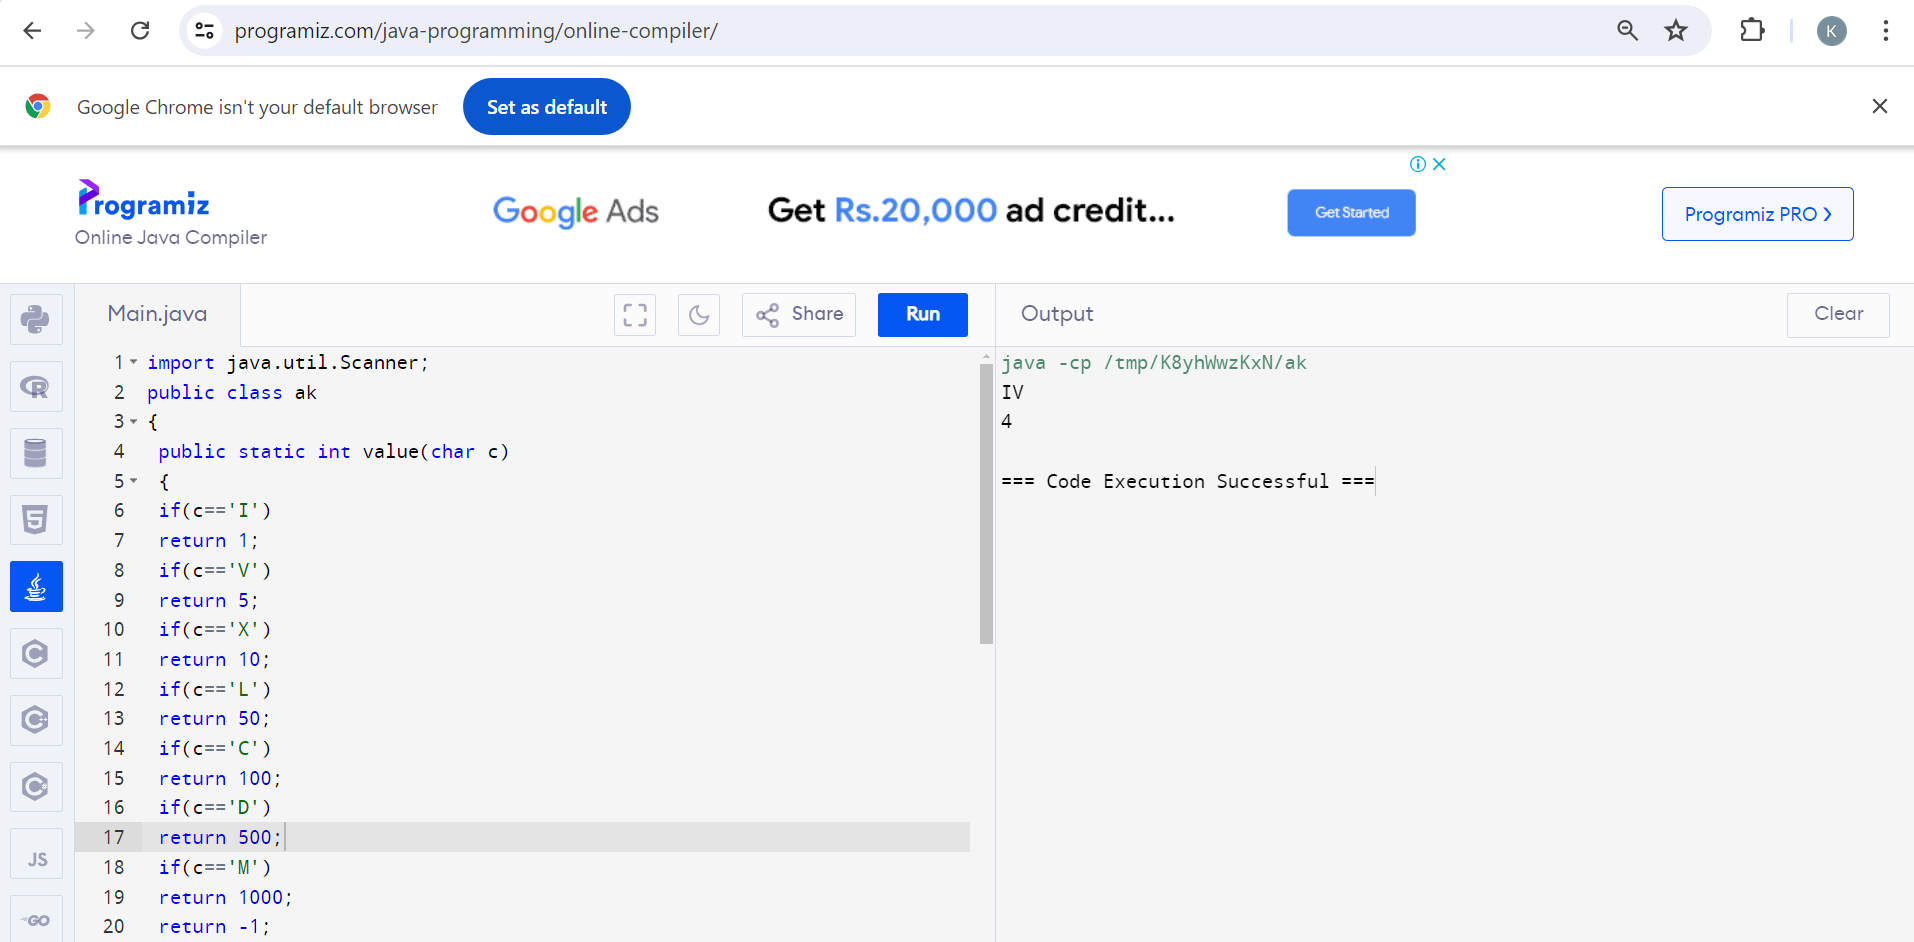 programiz.com/java-programming/online-compiler/
K
Google Chrome isn't your default browser
Set as default
Programiz
Online Java Compiler
Google Ads
Get Rs.20,000 ad credit...
Get Started
Programiz PRO
Main.java
Share
Run
Output
Clear
1 import java.util.Scanner;
2 public class ak
3 {
4 public static int value(char c)
5 {
6 if(c=='I')
7 return 1;
8 if(c=='V')
9 return 5;
10 if(c=='X')
11 return 10;
12 if(c=='L')
13 return 50;
14 if(c=='C')
15 return 100;
16 if(c=='D')
17 return 500;
18 if(c=='M')
19 return 1000;
20 return -1;
java -cp /tmp/K8yhWwzKxN/ak
IV
4
=== Code Execution Successful ===
R
5
C
C++
C#
JS
GO